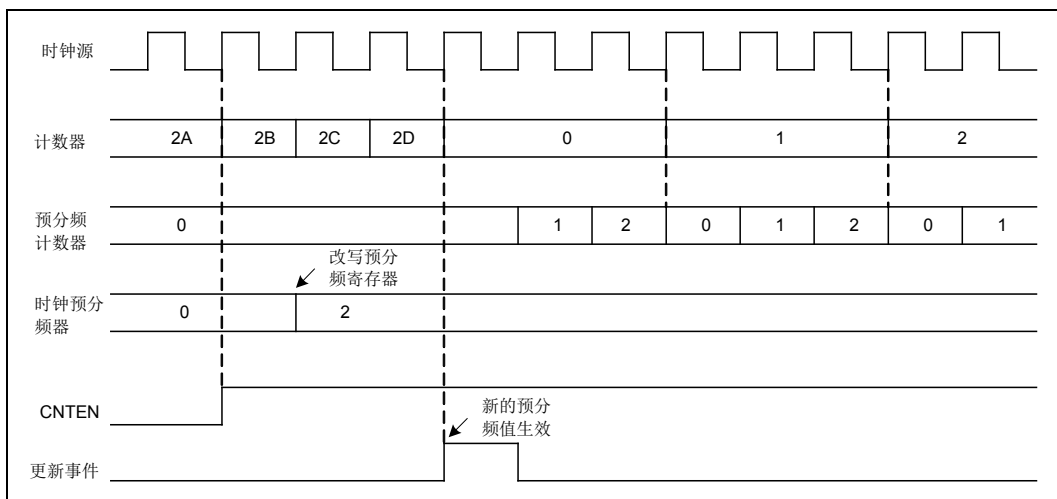 时钟源
计数器 2A 2B 2C 2D 0 1 2
预分频
计数器
0 1 2 0 1 2 0 1
改写预分
频寄存器
时钟预分
频器
0 2
CNTEN
新的预分
频值生效
更新事件